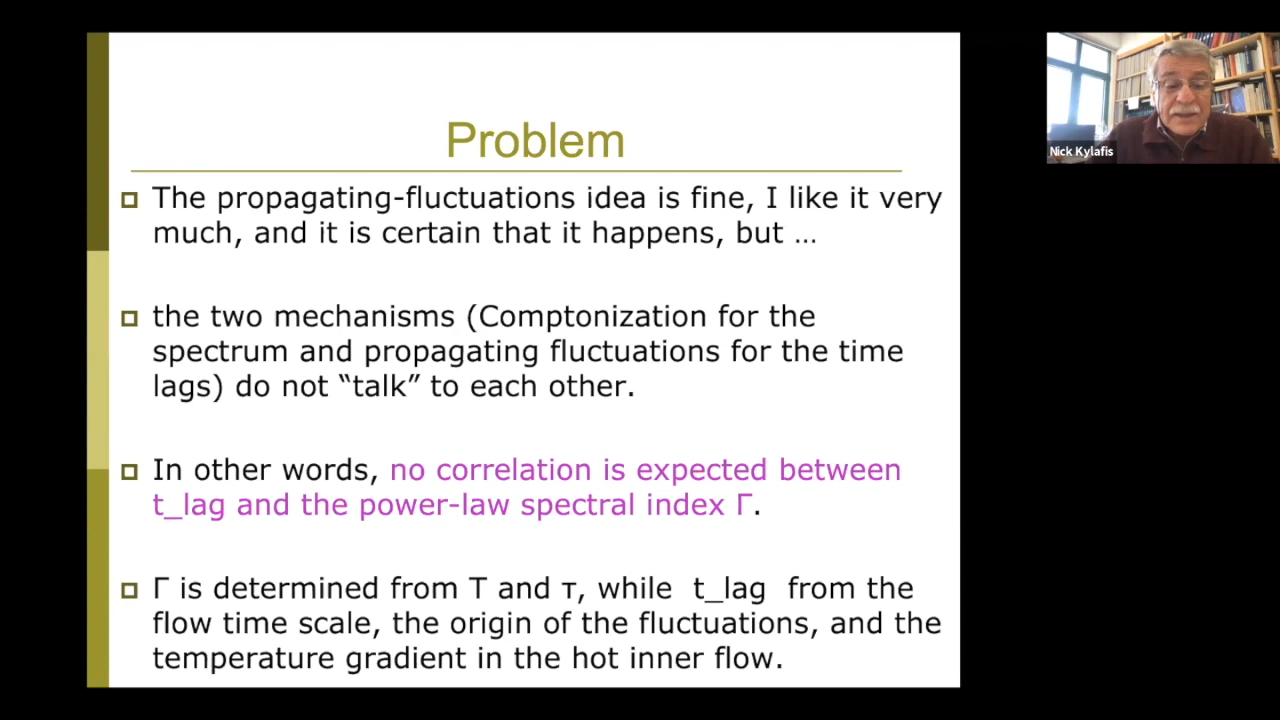 Problem
The propagating-fluctuations idea is fine, I like it very
much, and it is certain that it happens, but …
the two mechanisms (Comptonization for the
spectrum and propagating fluctuations for the time
lags) do not “talk” to each other.
In other words, no correlation is expected between
t_lag and the power-law spectral index Γ.
Γ is determined from T and τ, while t_lag from the
flow time scale, the origin of the fluctuations, and the
temperature gradient in the hot inner flow.
Nick Kylafis